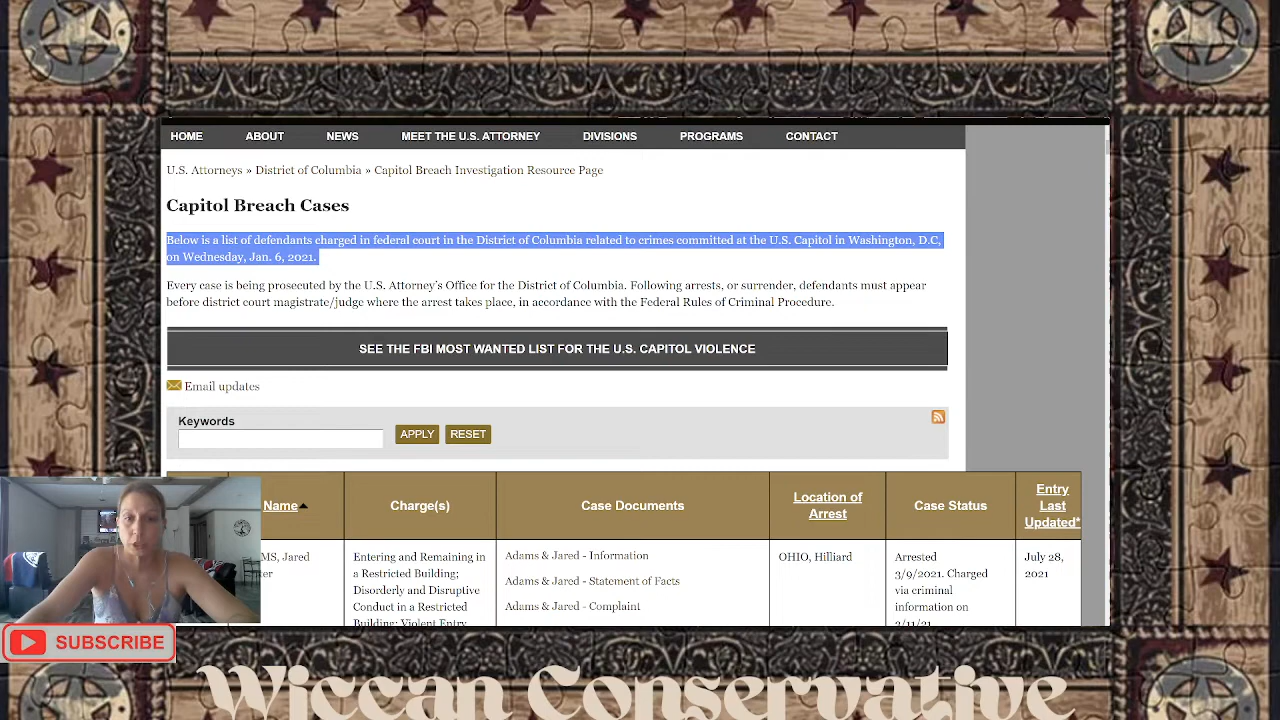 HOME ABOUT NEWS MEET THE U.S. ATTORNEY DIVISIONS PROGRAMS CONTACT
U.S. Attorneys » District of Columbia » Capitol Breach Investigation Resource Page
Capitol Breach Cases
Below is a list of defendants charged in federal court in the District of Columbia related to crimes committed at the U.S. Capitol in Washington, D.C,
on Wednesday, Jan. 6, 2021.
Every case is being prosecuted by the U.S. Attorney's Office for the District of Columbia. Following arrests, or surrender, defendants must appear
before district court magistrate/judge where the arrest takes place, in accordance with the Federal Rules of Criminal Procedure.
SEE THE FBI MOST WANTED LIST FOR THE U.S. CAPITOL VIOLENCE
Email updates
Keywords
APPLY RESET
Name Charge(s) Case Documents Location of Arrest Case Status Entry Last Updated*
MS, Jared
ter
Entering and Remaining in
a Restricted Building;
Disorderly and Disruptive
Conduct in a Restricted
Building; Violent Entry
Adams & Jared - Information
Adams & Jared - Statement of Facts
Adams & Jared - Complaint
OHIO, Hilliard
Arrested
3/9/2021. Charged
via criminal
information on
3/11/21
July 28,
2021
SUBSCRIBE
Wiccan Conservative